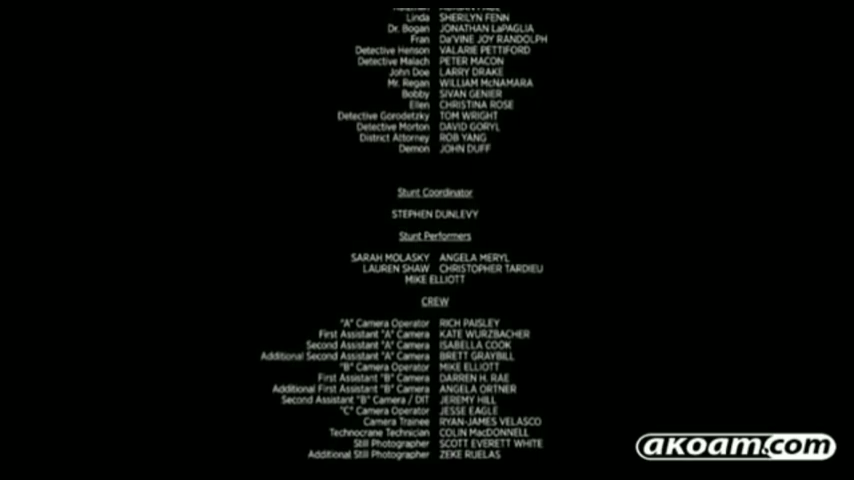 Linda SHERILYN FENN
Dr. Bogan JONATHAN LaPAGLIA
Fran Da'VINE JOY RANDOLPH
Detective Henson VALARIE PETTIFORD
Detective Malach PETER MACON
John Doe LARRY DRAKE
Mr. Regan WILLIAM McNAMARA
Bobby SIVAN GENIER
Ellen CHRISTINA ROSE
Detective Gorodetzky TOM WRIGHT
Detective Morton DAVID GORYL
District Attorney ROB YANG
Demon JOHN DUFF
Stunt Coordinator
STEPHEN DUNLEVY
Stunt Performers
SARAH MOLASKY ANGELA MERYL
LAUREN SHAW CHRISTOPHER TARDIEU
MIKE ELLIOTT
CREW
"A" Camera Operator RICH PAISLEY
First Assistant "A" Camera KATE WURZBACHER
Second Assistant "A" Camera ISABELLA COOK
Additional Second Assistant "A" Camera BRETT GRAYBILL
"B" Camera Operator MIKE ELLIOTT
First Assistant "B" Camera DARREN H. RAE
Additional First Assistant "B" Camera ANGELA ORTNER
Second Assistant "B" Camera / DIT JEREMY HILL
"C" Camera Operator JESSE EAGLE
Camera Trainee RYAN-JAMES VELASCO
Technocrane Technician COLIN MacDONNELL
Still Photographer SCOTT EVERETT WHITE
Additional Still Photographer ZEKE RUELAS
akoam.com